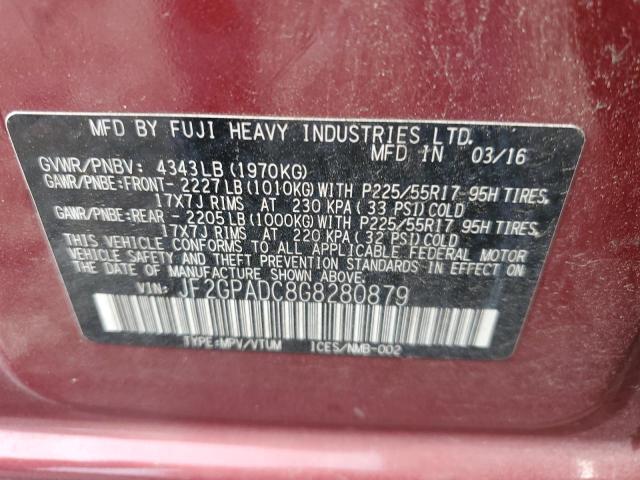 MFD BY FUJI HEAVY INDUSTRIES LTD.
MFD IN 03/16
GVWR/PNBV: 4343LB (1970KG)
GAWR/PNBE:FRONT- 2227LB (1010KG) WITH P225/55R17 95H TIRES,
17X7J RIMS AT 230 KPA (33 PSI) COLD
GAWR/PNBE:REAR - 2205LB (1000KG) WITH P225/55R17 95H TIRES,
17X7J RIMS AT 220 KPA (32 PSI) COLD
THIS VEHICLE CONFORMS TO ALL APPLICABLE FEDERAL MOTOR
VEHICLE SAFETY AND THEFT PREVENTION STANDARDS IN EFFECT
ON THE DATE OF MANUFACTURE SHOWN ABOVE.
VIN: JF2GPADC8G8280879
TYPE:MPV/VTUM ICES/NMB-002